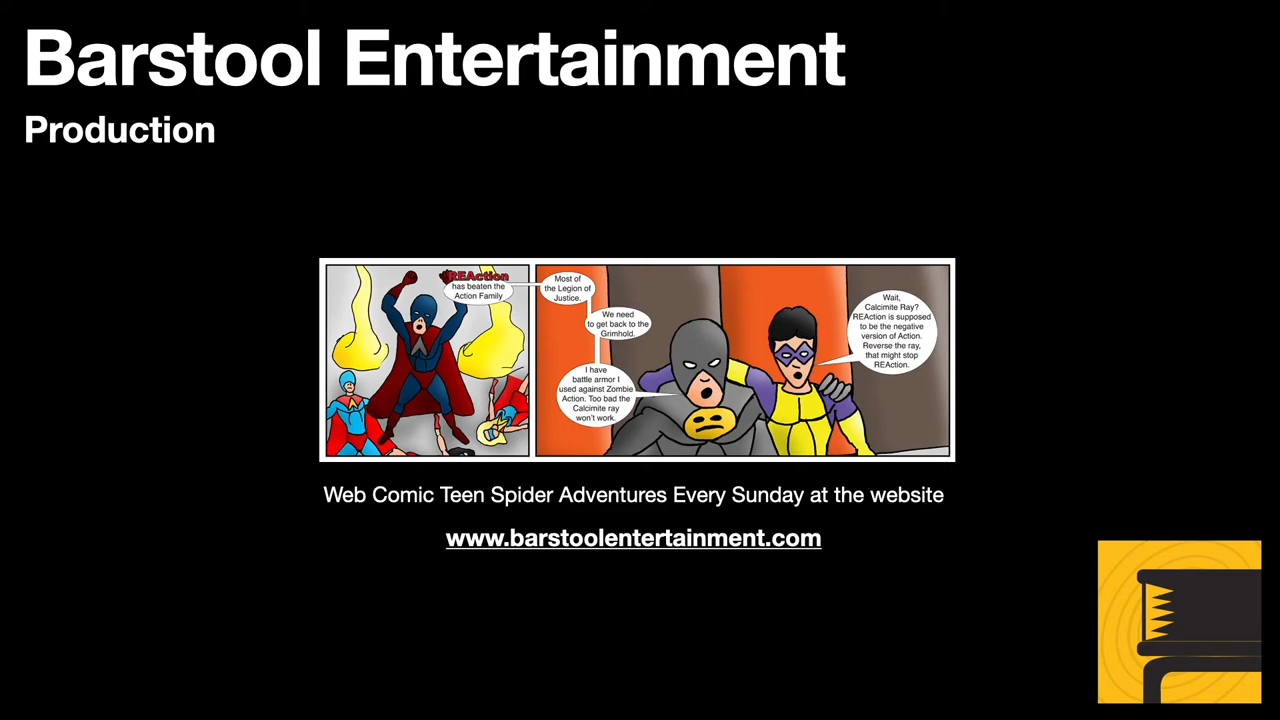 Barstool Entertainment
Production
REAction
has beaten the
Action Family
Most of
the Legion of
Justice.
We need
to get back to the
Grimhold.
I have
battle armor I
used against Zombie
Action. Too bad the
Calcimite ray
won't work.
Wait,
Calcimite Ray?
REAction is supposed
to be the negative
version of Action.
Reverse the ray,
that might stop
REAction.
Web Comic Teen Spider Adventures Every Sunday at the website
www.barstoolentertainment.com